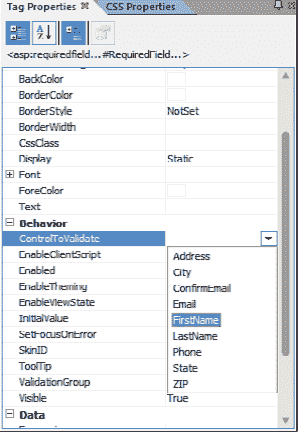 Tag Properties CSS Properties
<asp:requiredfield...#RequiredField...>
BackColor
BorderColor
BorderStyle NotSet
BorderWidth
CssClass
Display Static
Font
ForeColor
Text
Behavior
ControlToValidate
EnableClientScript
Enabled
EnableTheming
EnableViewState
InitialValue
SetFocusOnError
SkinID
ToolTip
ValidationGroup
Visible True
Address
City
ConfirmEmail
Email
FirstName
LastName
Phone
State
ZIP
Data